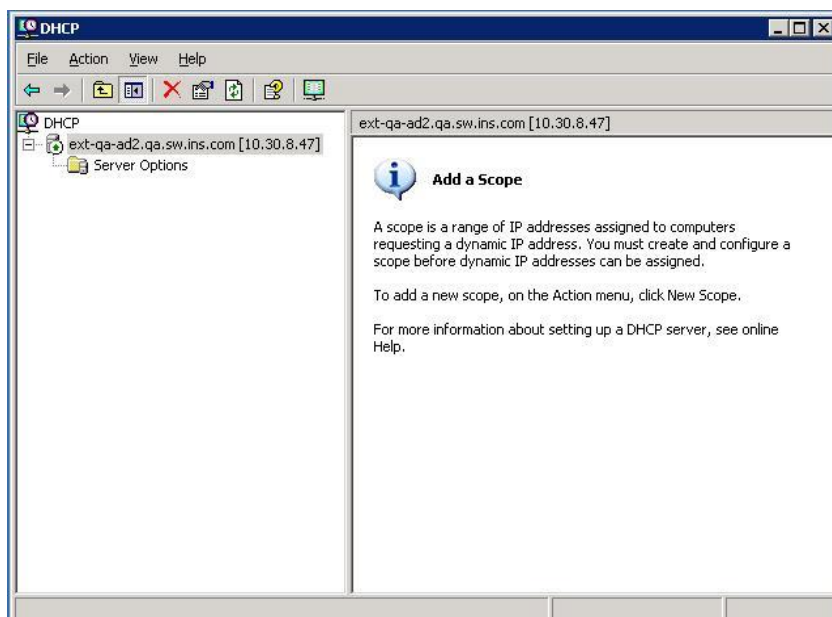 DHCP
File Action View Help
DHCP
ext-qa-ad2.qa.sw.ins.com [10.30.8.47]
Server Options
ext-qa-ad2.qa.sw.ins.com [10.30.8.47]
Add a Scope
A scope is a range of IP addresses assigned to computers
requesting a dynamic IP address. You must create and configure a
scope before dynamic IP addresses can be assigned.
To add a new scope, on the Action menu, click New Scope.
For more information about setting up a DHCP server, see online
Help.